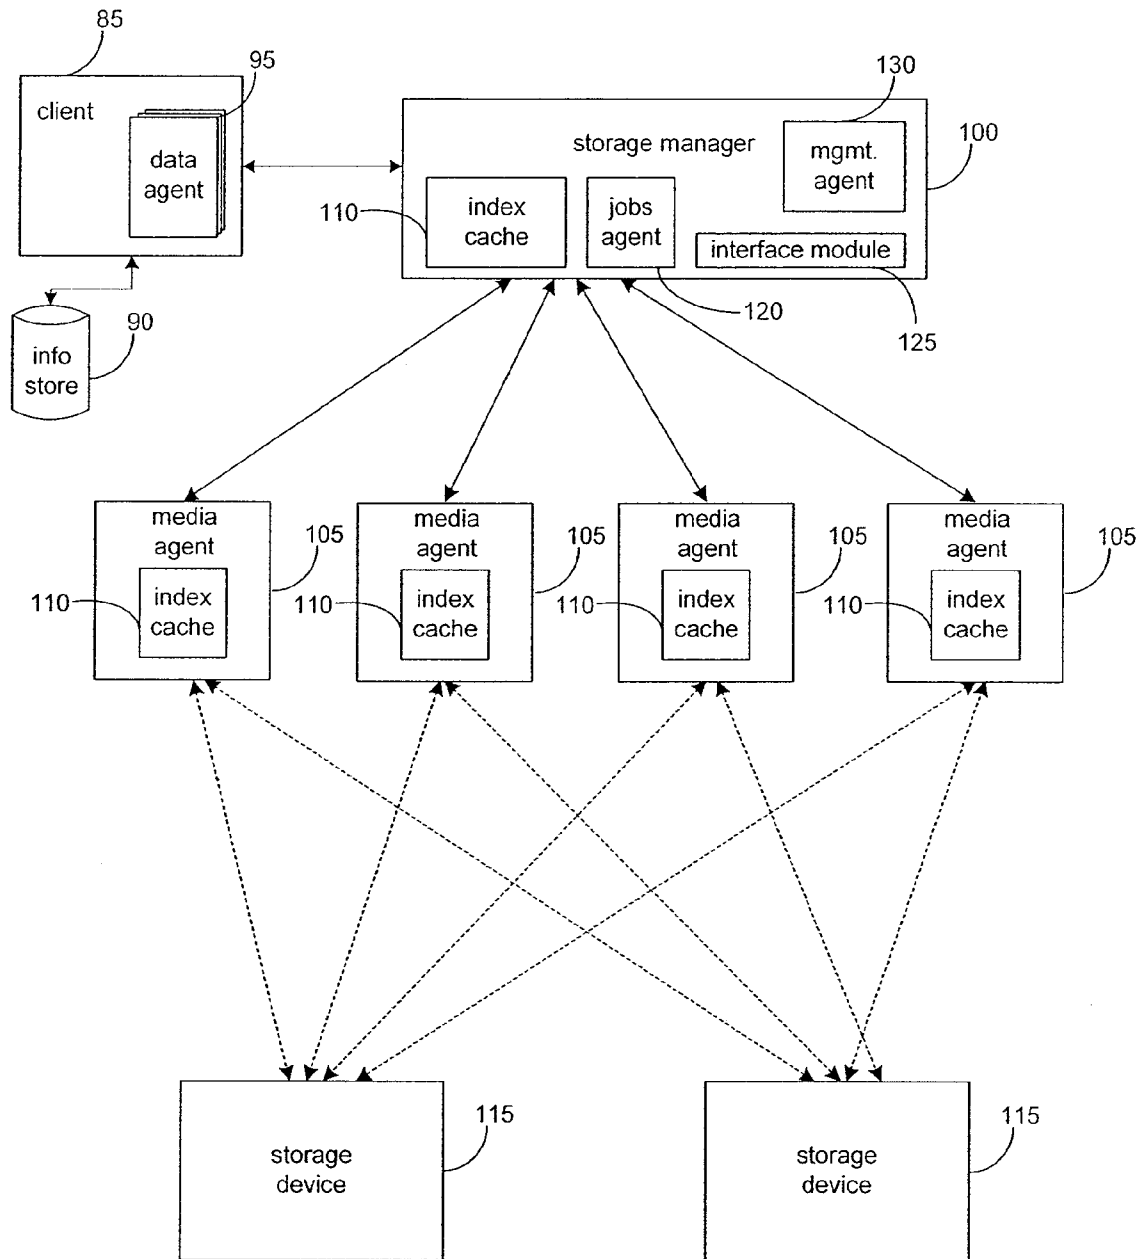 85
95
client
data
agent
130
storage manager
mgmt.
agent
100
110
index
cache
jobs
agent
interface module
120
125
90
info
store
media
agent
105
110
index
cache
media
agent
105
110
index
cache
media
agent
105
110
index
cache
media
agent
105
110
index
cache
115
storage
device
115
storage
device